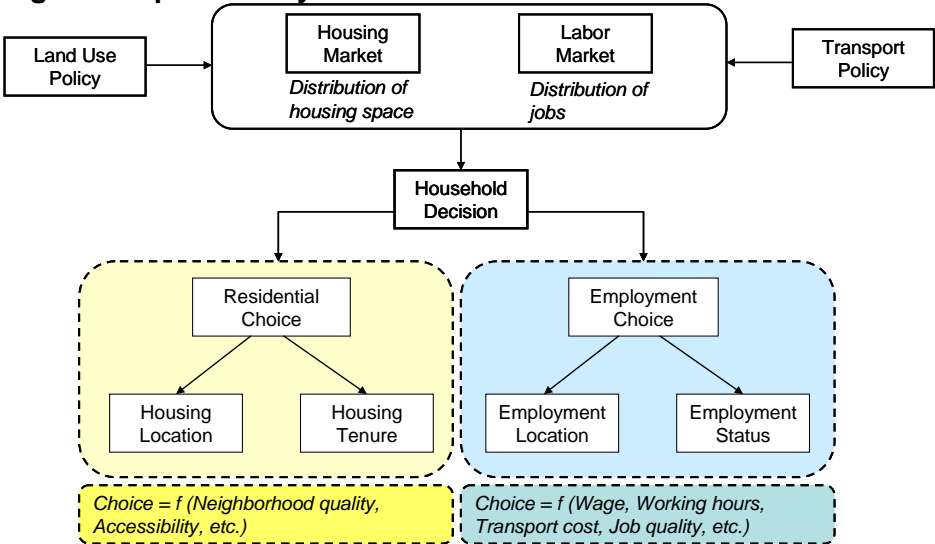 Housing
Market
Labor
Market
Land Use
Policy
Transport
Policy
Distribution of
housing space
Distribution of
jobs
Household
Decision
Residential
Choice
Employment
Choice
Housing
Location
Housing
Tenure
Employment
Location
Employment
Status
Choice = f (Neighborhood quality,
Accessibility, etc.)
Choice = f (Wage, Working hours,
Transport cost, Job quality, etc.)